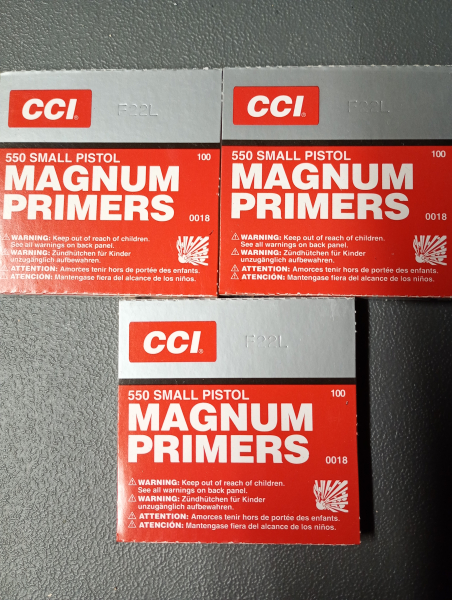 CCI®
F22L
550 SMALL PISTOL 100
MAGNUM
PRIMERS 0018
WARNING: Keep out of reach of children.
See all warnings on back panel.
WARNING: Zündhütchen für Kinder
unzugänglich aufbewahren.
ATTENTION: Amorces tenir hors de portée des enfants.
ATENCIÓN: Mantengase fiera del alcance de los niños.
CCI®
F22L
550 SMALL PISTOL 100
MAGNUM
PRIMERS 0018
WARNING: Keep out of reach of children.
See all warnings on back panel.
WARNING: Zündhütchen für Kinder
unzugänglich aufbewahren.
ATTENTION: Amorces tenir hors de portée des enfants.
ATENCIÓN: Mantengase fiera del alcance de los niños.
CCI®
F22L
550 SMALL PISTOL 100
MAGNUM
PRIMERS 0018
WARNING: Keep out of reach of children.
See all warnings on back panel.
WARNING: Zündhütchen für Kinder
unzugänglich aufbewahren.
ATTENTION: Amorces tenir hors de portée des enfants.
ATENCIÓN: Mantengase fiera del alcance de los niños.